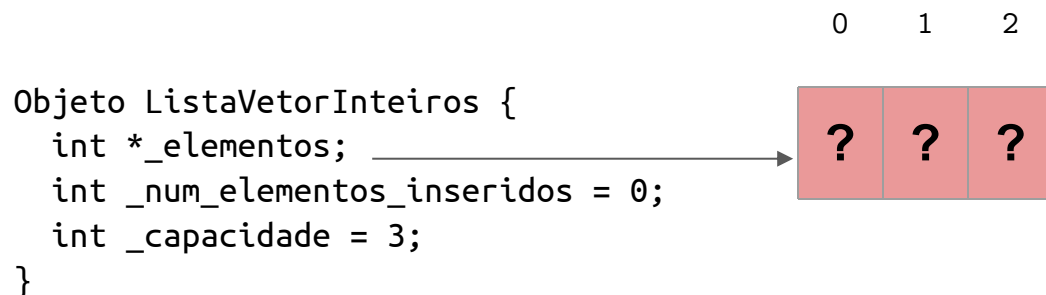 0 1 2
Objeto ListaVetorInteiros {
int *_elementos;
? ? ?
int _num_elementos_inseridos = 0;
int _capacidade = 3;
}